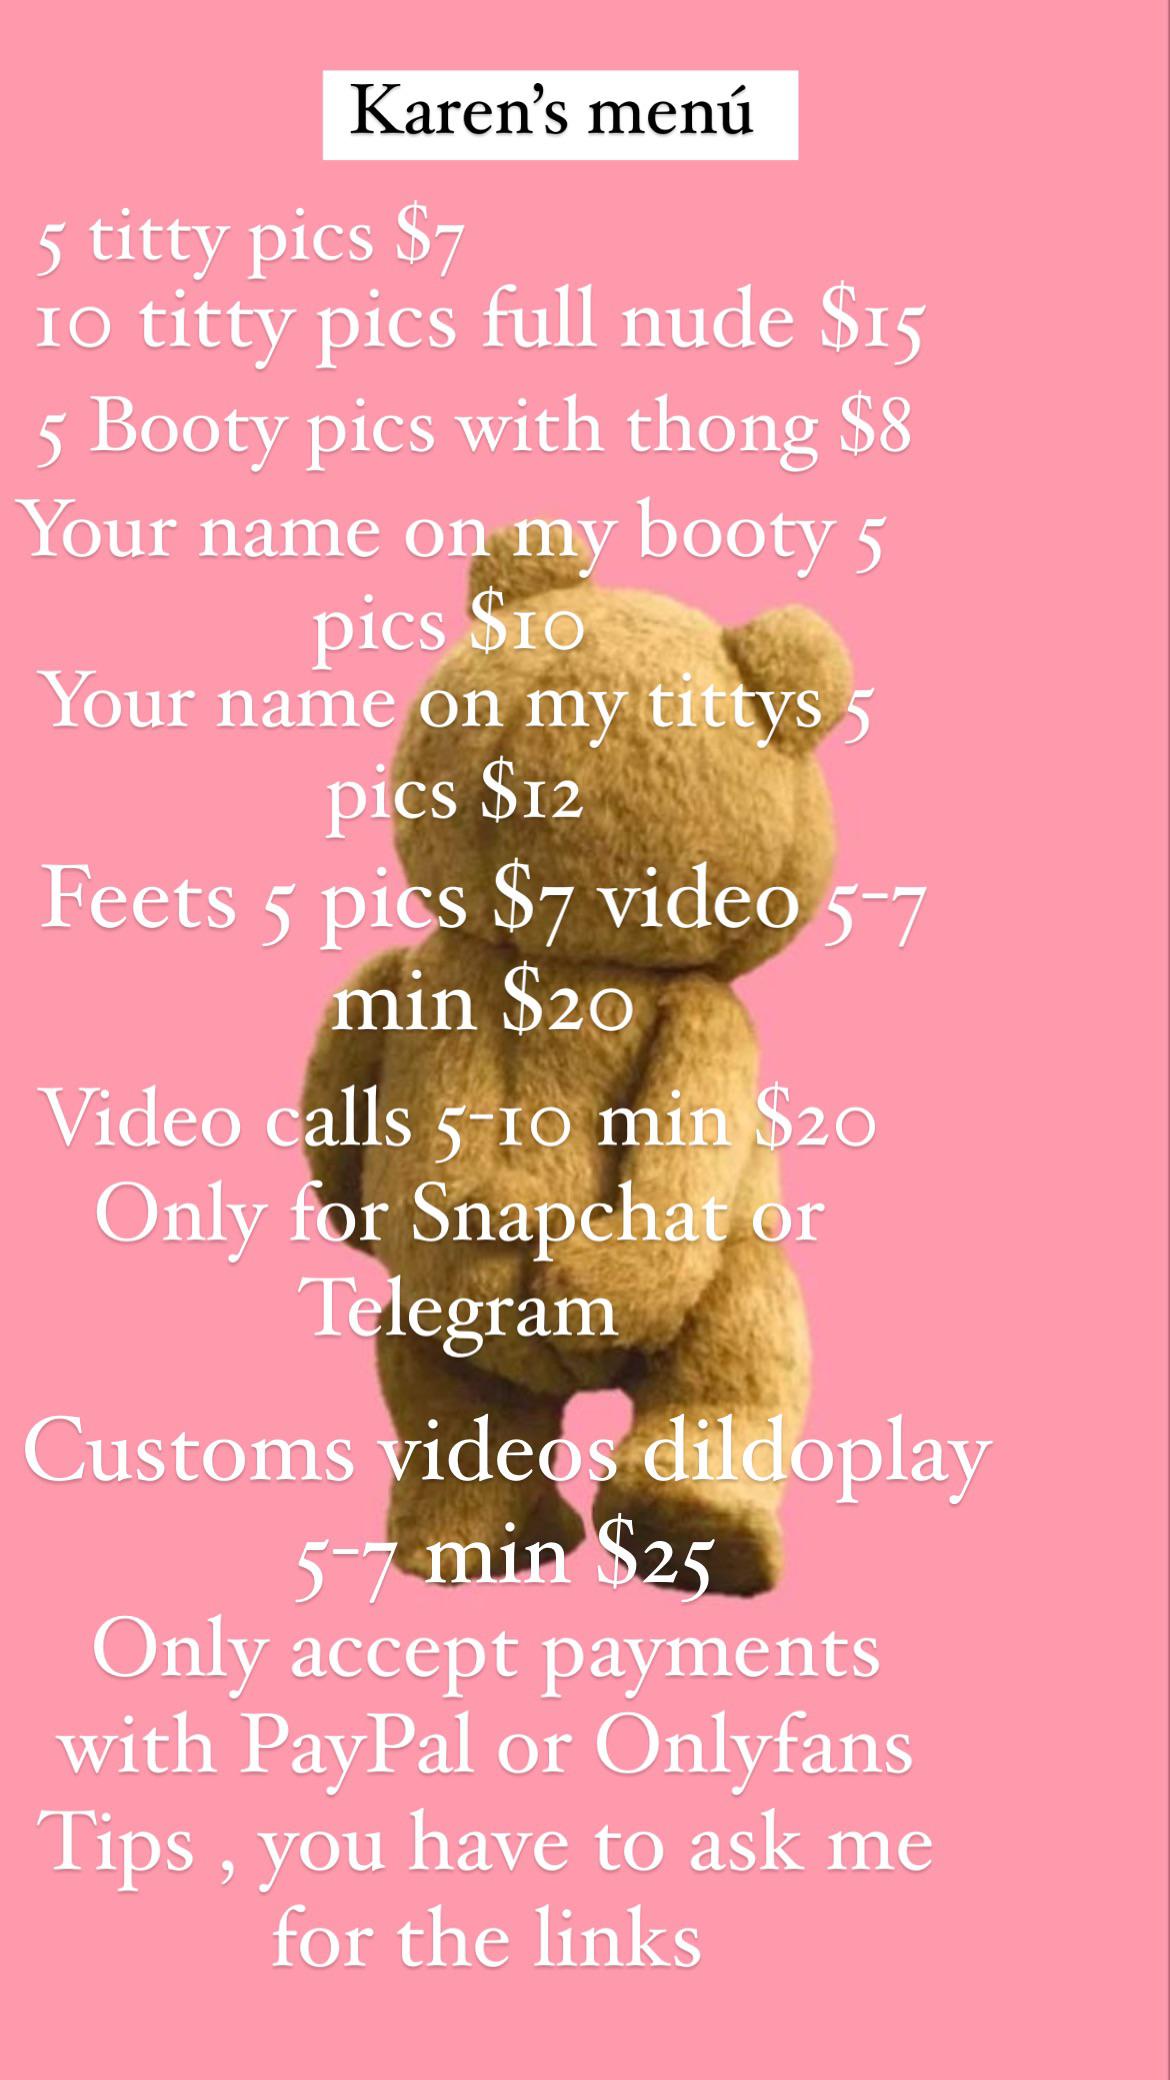 Karen's menú
5 titty pics $7
10 titty pics full nude $15
5 Booty pics with thong $8
Your name on my booty 5
pics $10
Your name on my tittys 5
pics $12
Feets 5 pics $7 video 5-7
min $20
Video calls 5-10 min $20
Only for Snapchat or
Telegram
Customs videos dildoplay
5-7 min $25
Only accept payments
with PayPal or Onlyfans
Tips , you have to ask me
for the links